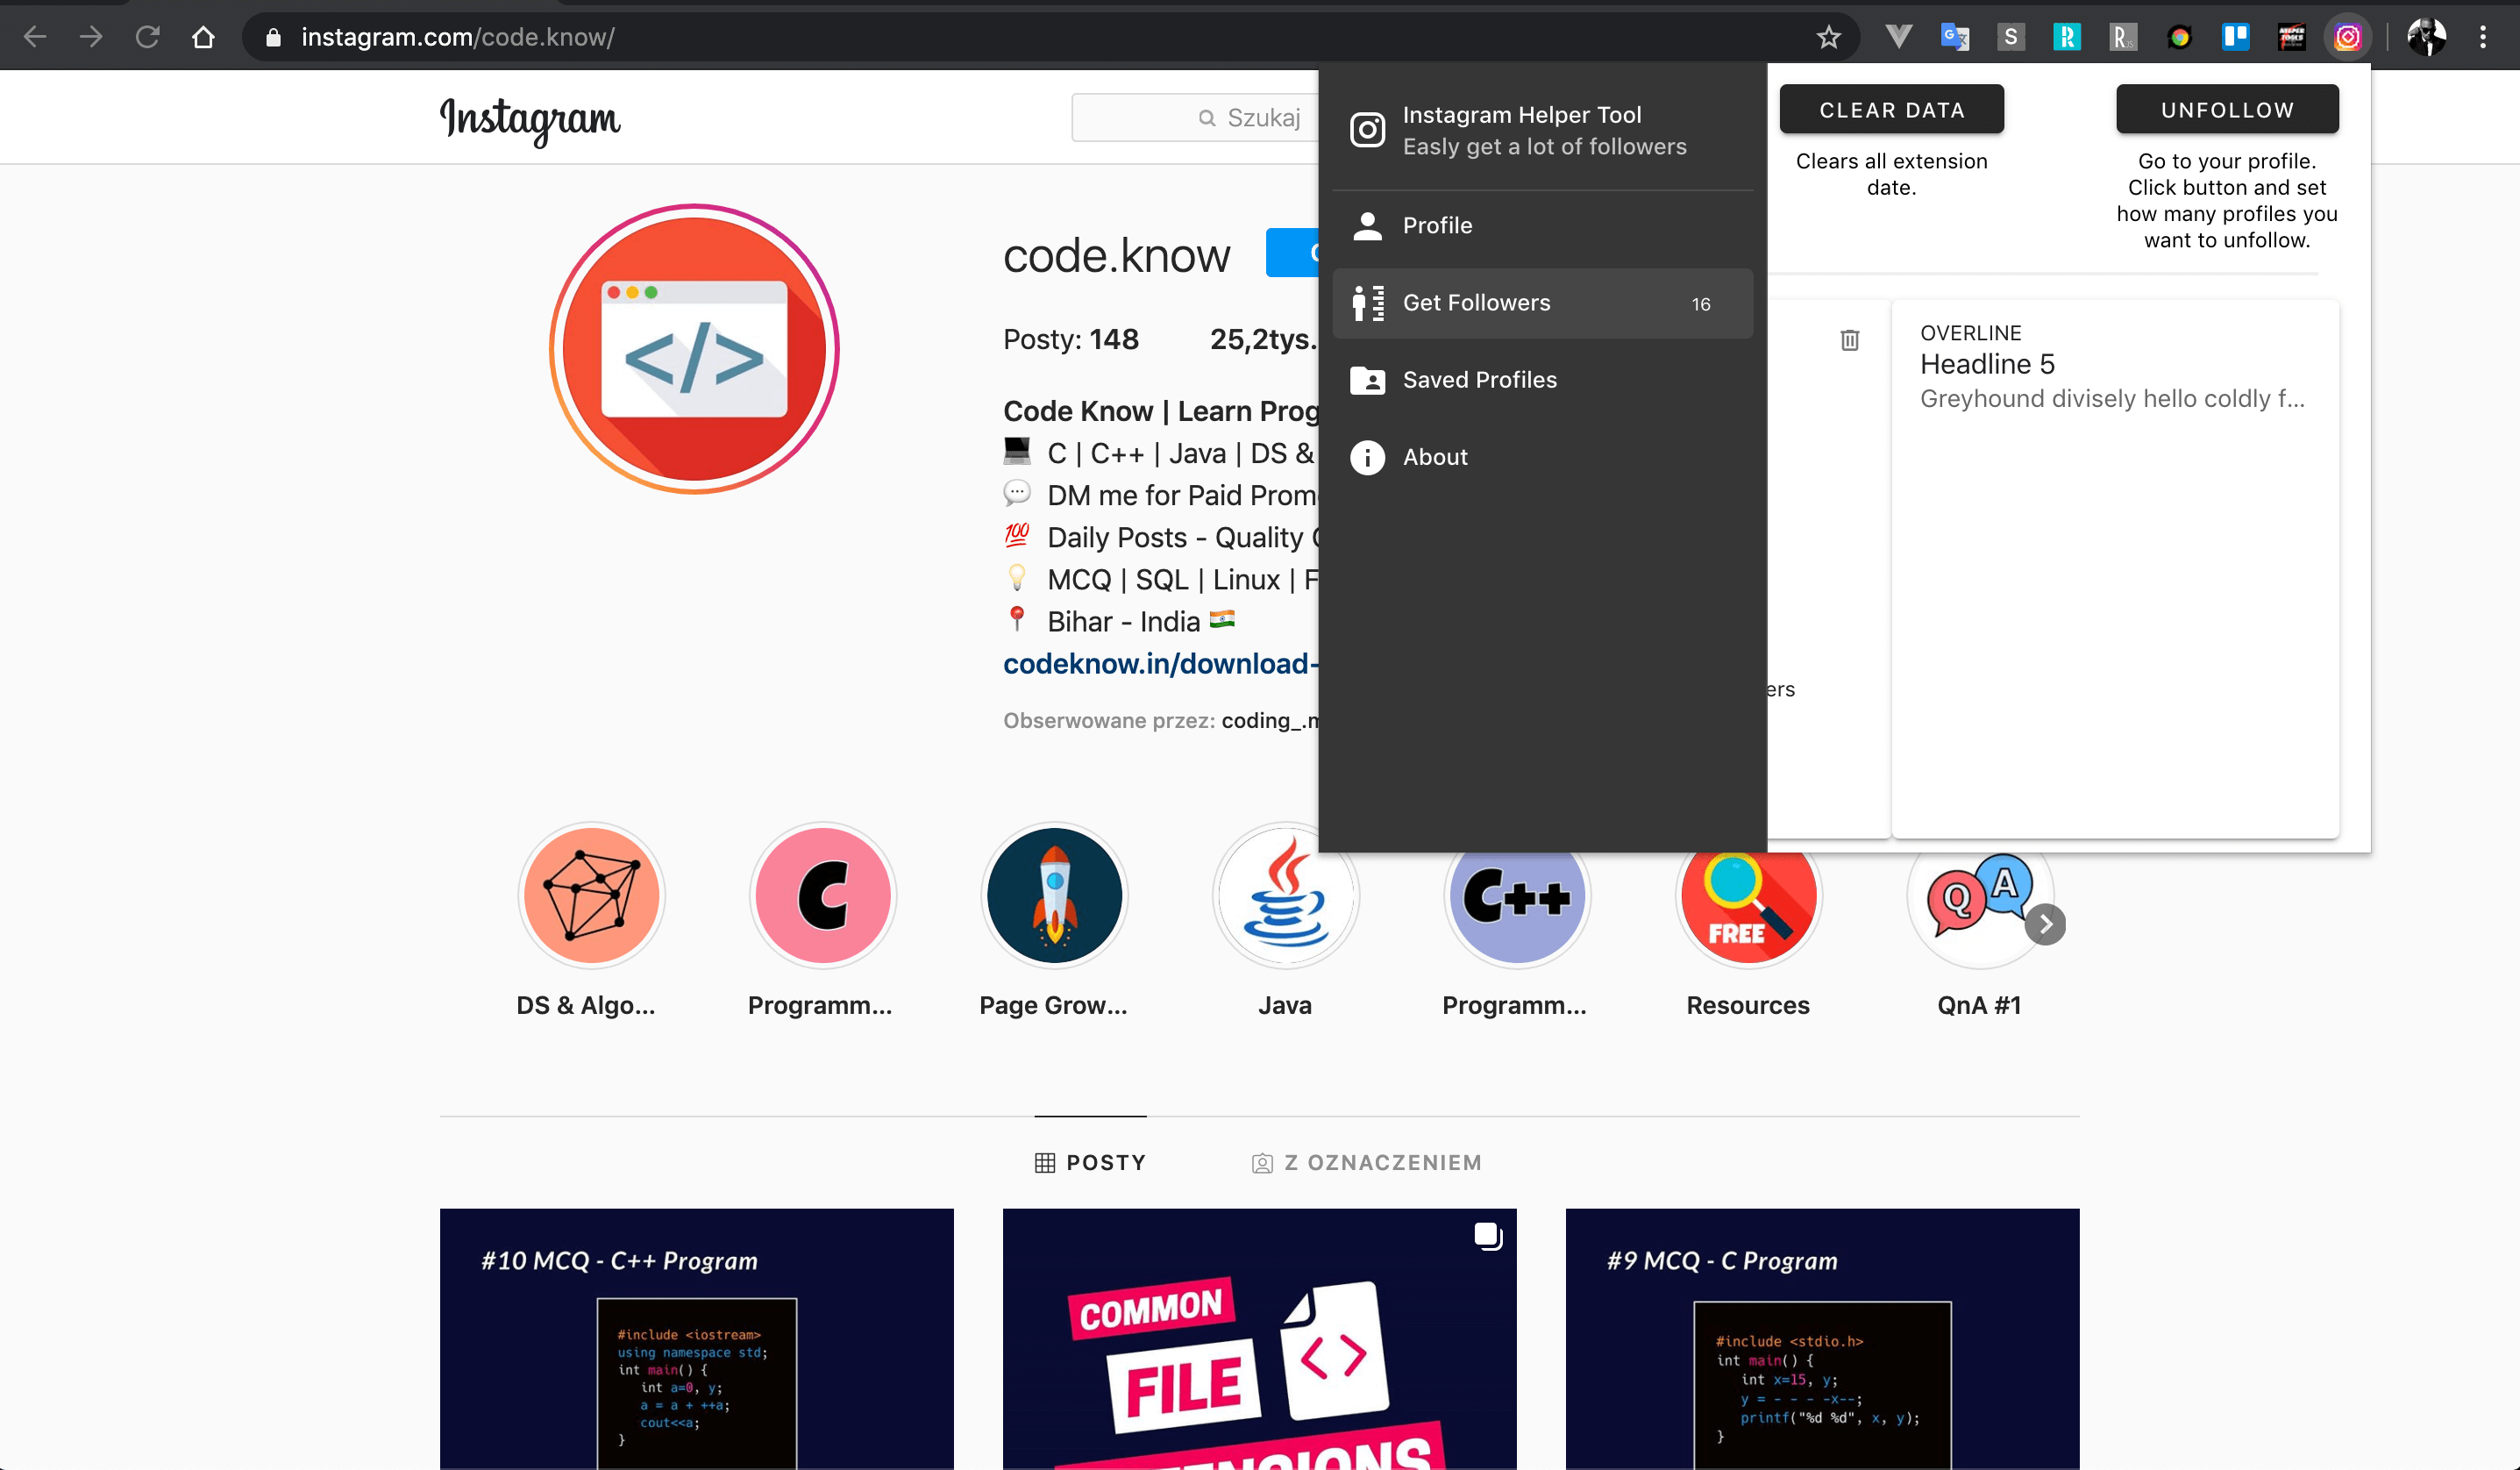 instagram.com/code.know/
Instagram
Szukaj
Instagram Helper Tool
Easly get a lot of followers
Profile
Get Followers 16
Saved Profiles
About
CLEAR DATA
Clears all extension
date.
UNFOLLOW
Go to your profile.
Click button and set
how many profiles you
want to unfollow.
OVERLINE
Headline 5
Greyhound divisely hello coldly f...
ers
code.know
Posty: 148 25,2tys.
Code Know | Learn Prog
C | C++ | Java | DS &
DM me for Paid Prom
Daily Posts - Quality
MCQ | SQL | Linux | F
Bihar - India
codeknow.in/download-
Obserwowane przez: coding_.m
C
C++
FREE
Q A
DS & Algo...
Programm...
Page Grow...
Java
Programm...
Resources
QnA #1
POSTY
Z OZNACZENIEM
#10 MCQ - C++ Program
#include <iostream>
using namespace std;
int main() {
int a=0, y;
a = a + ++a;
cout<<a;
}
COMMON
FILE
#9 MCQ - C Program
#include <stdio.h>
int main() {
int x=15, y;
y = - - - -x--;
printf("%d %d", x, y);
}